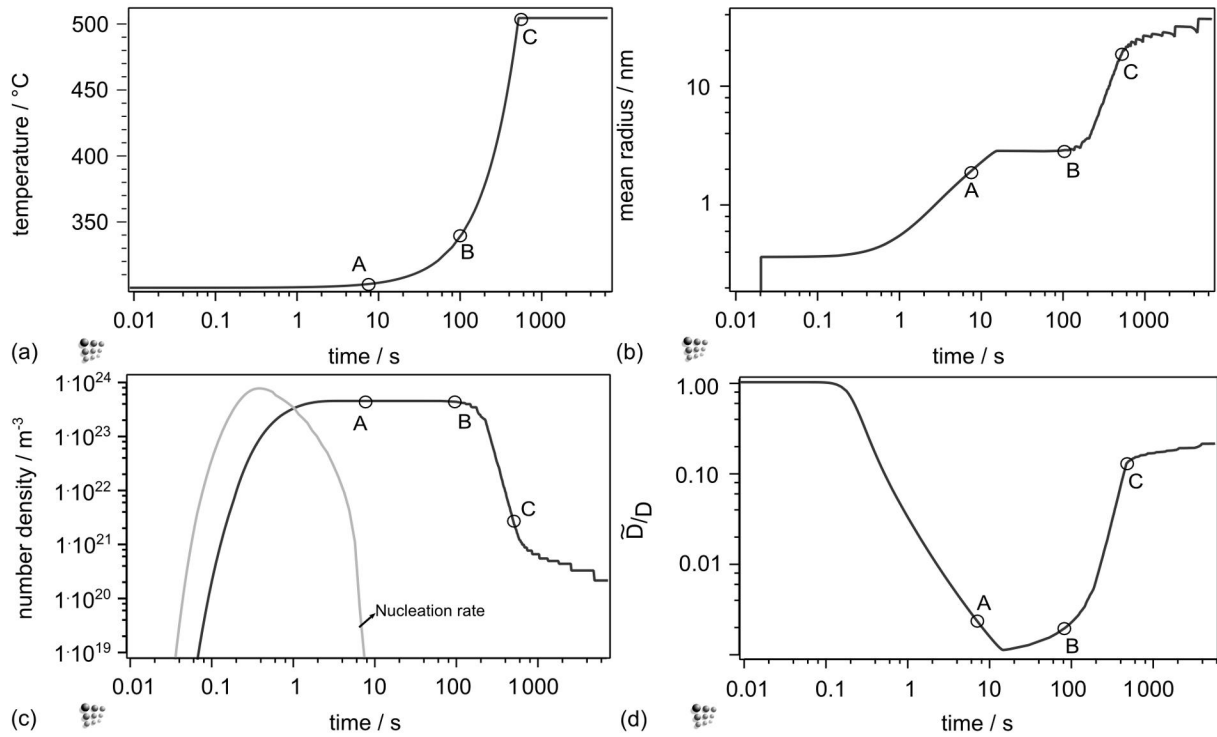 500
450
400
350
temperature / °C
A
B
C
0.01 0.1 1 10 100 1000
(a)
time / s
10
1
mean radius / nm
A
B
C
0.01 0.1 1 10 100 1000
(b)
time / s
1·10²⁴
1·10²³
1·10²²
1·10²¹
1·10²⁰
1·10¹⁹
number density / m⁻³
A
B
C
Nucleation rate
0.01 0.1 1 10 100 1000
(c)
time / s
1.00
0.10
0.01
D̃/D
A
B
C
0.01 0.1 1 10 100 1000
(d)
time / s